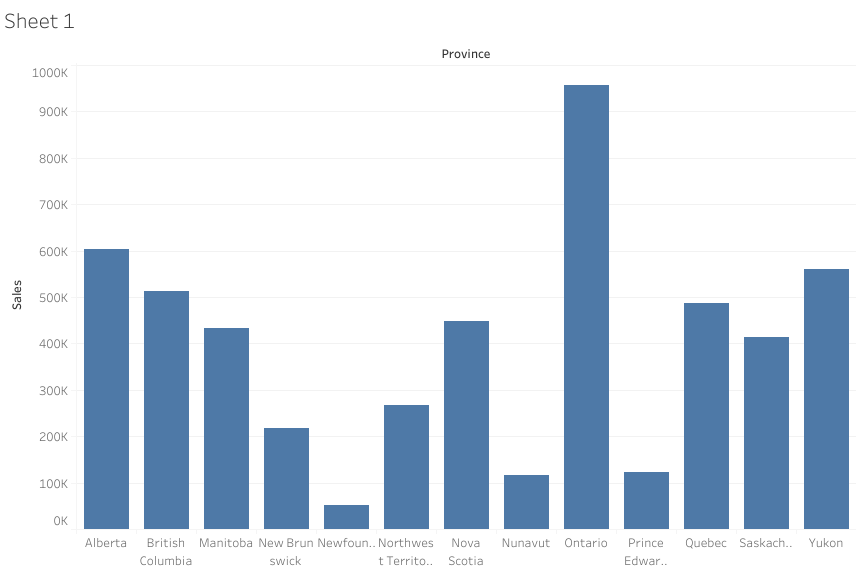 Sheet 1
Province
1000K
900K
800K
700K
600K
500K
400K
300K
200K
100K
0K
Sales
Alberta
British
Columbia
Manitoba
New Brun
swick
Newfoun..
Northwes
t Territo..
Nova
Scotia
Nunavut
Ontario
Prince
Edwar..
Quebec
Saskach..
Yukon